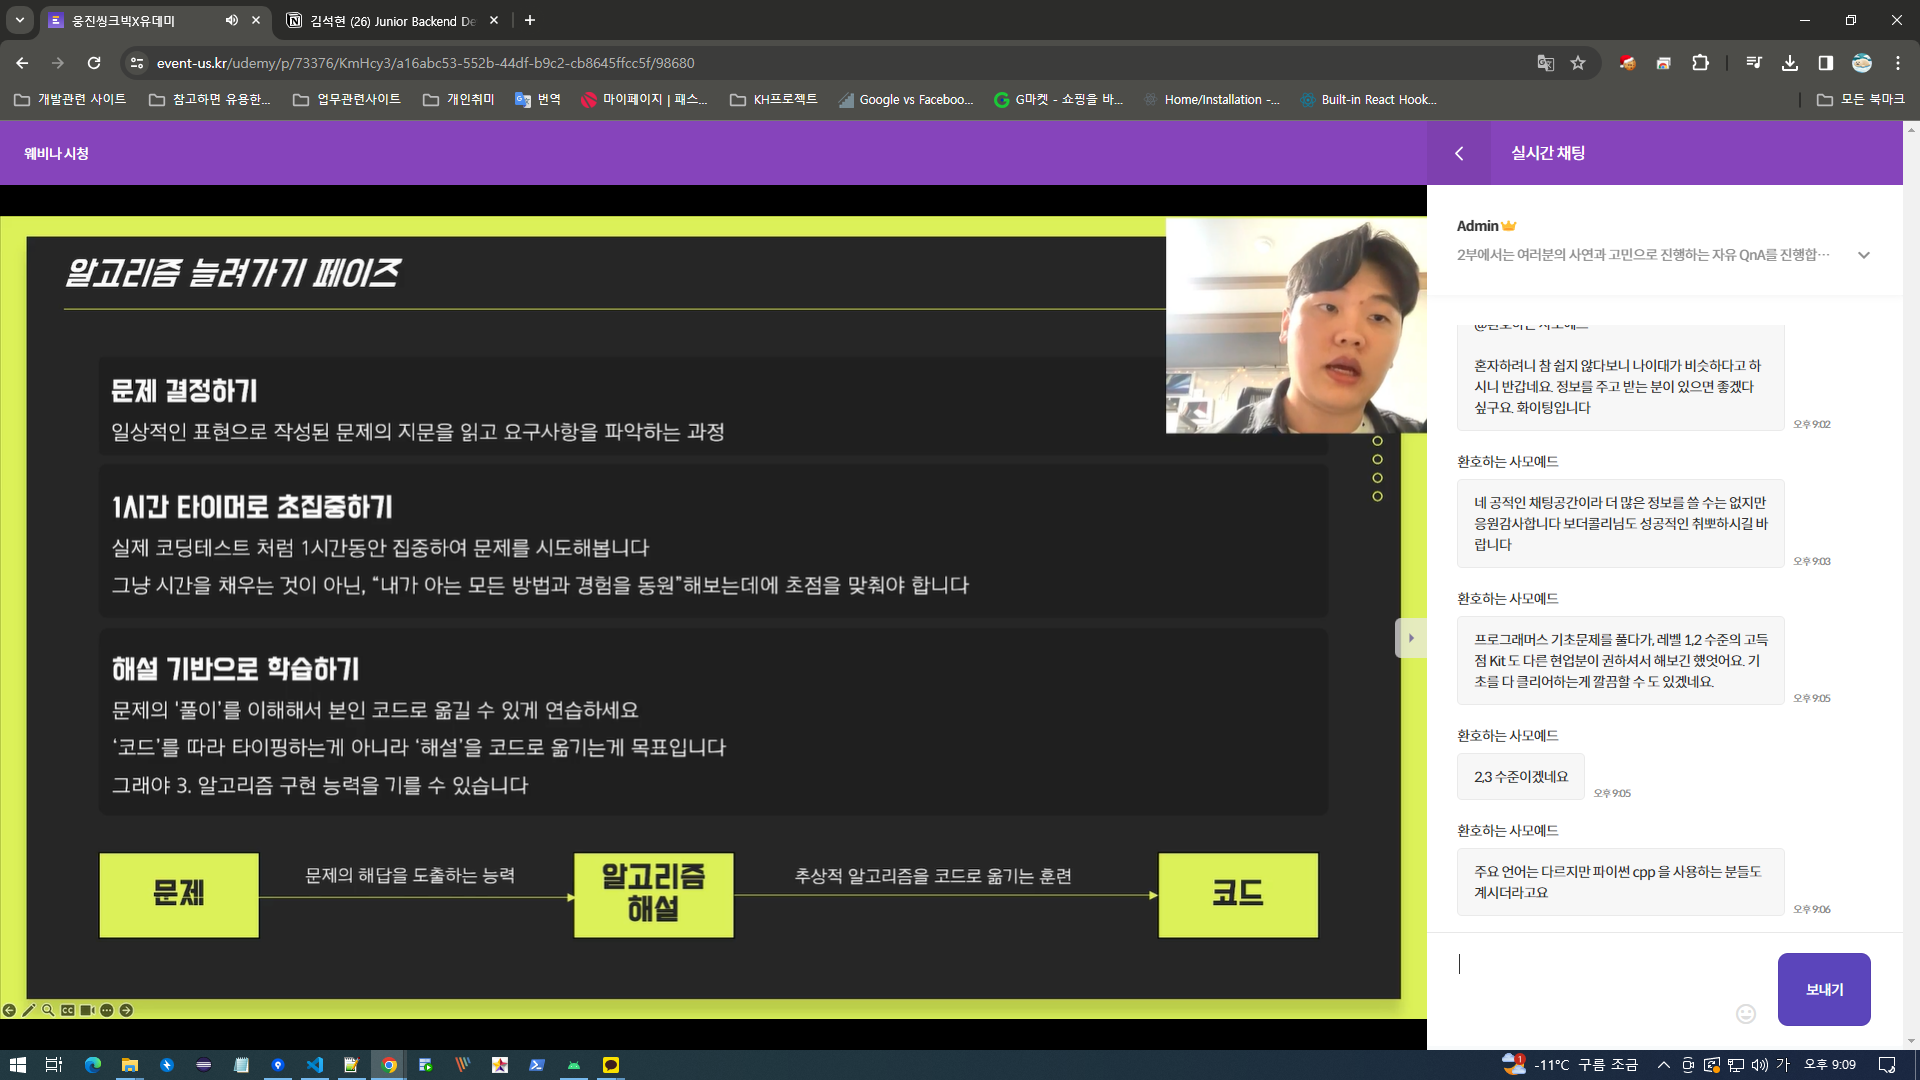 웅진씽크빅X유데미
김석현 (26) Junior Backend De
event-us.kr/udemy/p/73376/KmHcy3/a16abc53-552b-44df-b9c2-cb8645ffcc5f/98680
개발관련 사이트
참고하면 유용한...
업무관련사이트
개인취미
번역
마이페이지 | 패스...
KH프로젝트
Google vs Faceboo...
G마켓 - 쇼핑을 바...
Home/Installation -...
Built-in React Hook...
모든 북마크
웨비나 시청
실시간 채팅
알고리즘 늘려가기 페이즈
문제 결정하기
일상적인 표현으로 작성된 문제의 지문을 읽고 요구사항을 파악하는 과정
1시간 타이머로 초집중하기
실제 코딩테스트 처럼 1시간동안 집중하여 문제를 시도해봅니다
그냥 시간을 채우는 것이 아닌, “내가 아는 모든 방법과 경험을 동원”해보는데에 초점을 맞춰야 합니다
해설 기반으로 학습하기
문제의 '풀이'를 이해해서 본인 코드로 옮길 수 있게 연습하세요
‘코드’를 따라 타이핑하는게 아니라 ‘해설’을 코드로 옮기는게 목표입니다
그래야 3. 알고리즘 구현 능력을 기를 수 있습니다
문제
문제의 해답을 도출하는 능력
알고리즘
해설
추상적 알고리즘을 코드로 옮기는 훈련
코드
Admin
2부에서는 여러분의 사연과 고민으로 진행하는 자유 QnA를 진행합…
@환호하는 사모예드
혼자하려니 참 쉽지 않다보니 나이대가 비슷하다고 하
시니 반갑네요. 정보를 주고 받는 분이 있으면 좋겠다
싶구요. 화이팅입니다
오후 9:02
환호하는 사모예드
네 공적인 채팅공간이라 더 많은 정보를 쓸 수는 없지만
응원감사합니다 보더콜리님도 성공적인 취뽀하시길 바
랍니다
오후 9:03
환호하는 사모예드
프로그래머스 기초문제를 풀다가, 레벨 1,2 수준의 고득
점 Kit 도 다른 현업분이 권하셔서 해보긴 했엇어요. 기
초를 다 클리어하는게 깔끔할 수 도 있겠네요.
오후 9:05
환호하는 사모예드
2,3 수준이겠네요
오후 9:05
환호하는 사모예드
주요 언어는 다르지만 파이썬 cpp 을 사용하는 분들도
계시더라고요
오후 9:06
보내기
-11°C 구름 조금
가
오후 9:09